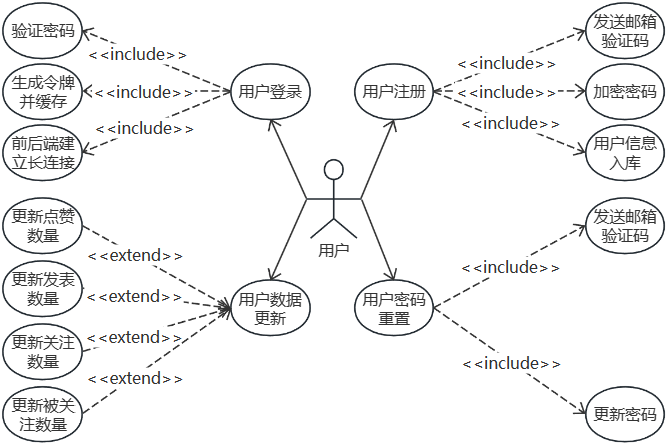 验证密码
<<include>>
生成令牌
并缓存
<<include>>
前后端建
立长连接
<<include>>
用户登录
用户注册
<<include>>
发送邮箱
验证码
<<include>>
加密密码
<<include>>
用户信息
入库
用户
更新点赞
数量
<<extend>>
更新发表
数量
<<extend>>
更新关注
数量
<<extend>>
更新被关
注数量
<<extend>>
用户数据
更新
用户密码
重置
<<include>>
发送邮箱
验证码
<<include>>
更新密码